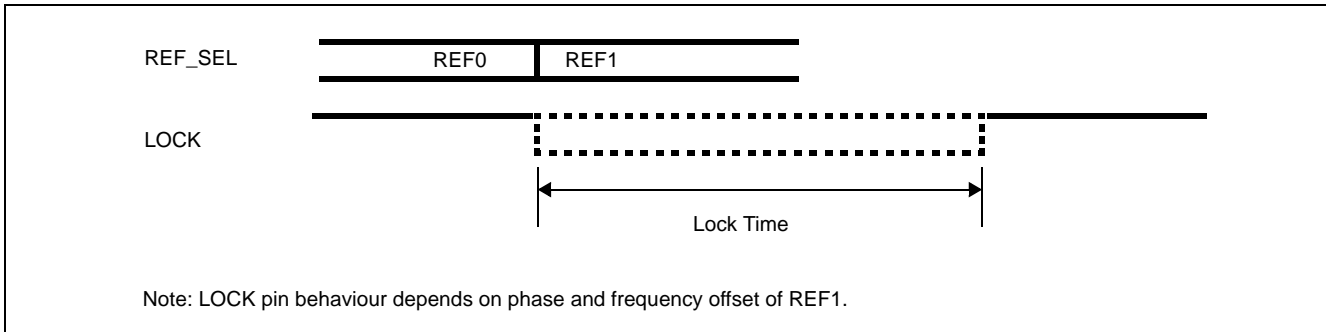 REF_SEL
REF0
REF1
LOCK
Lock Time
Note: LOCK pin behaviour depends on phase and frequency offset of REF1.